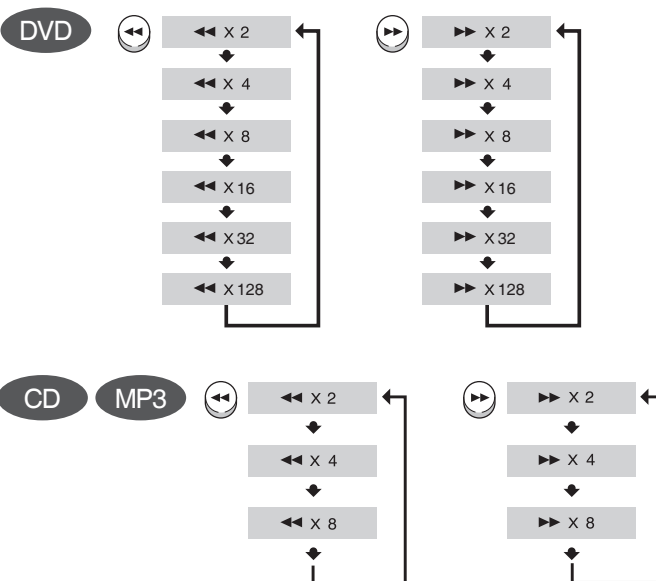 DVD
◄◄ X 2
◄◄ X 4
◄◄ X 8
◄◄ X 16
◄◄ X 32
◄◄ X 128
►► X 2
►► X 4
►► X 8
►► X 16
►► X 32
►► X 128
CD MP3
◄◄ X 2
◄◄ X 4
◄◄ X 8
►► X 2
►► X 4
►► X 8